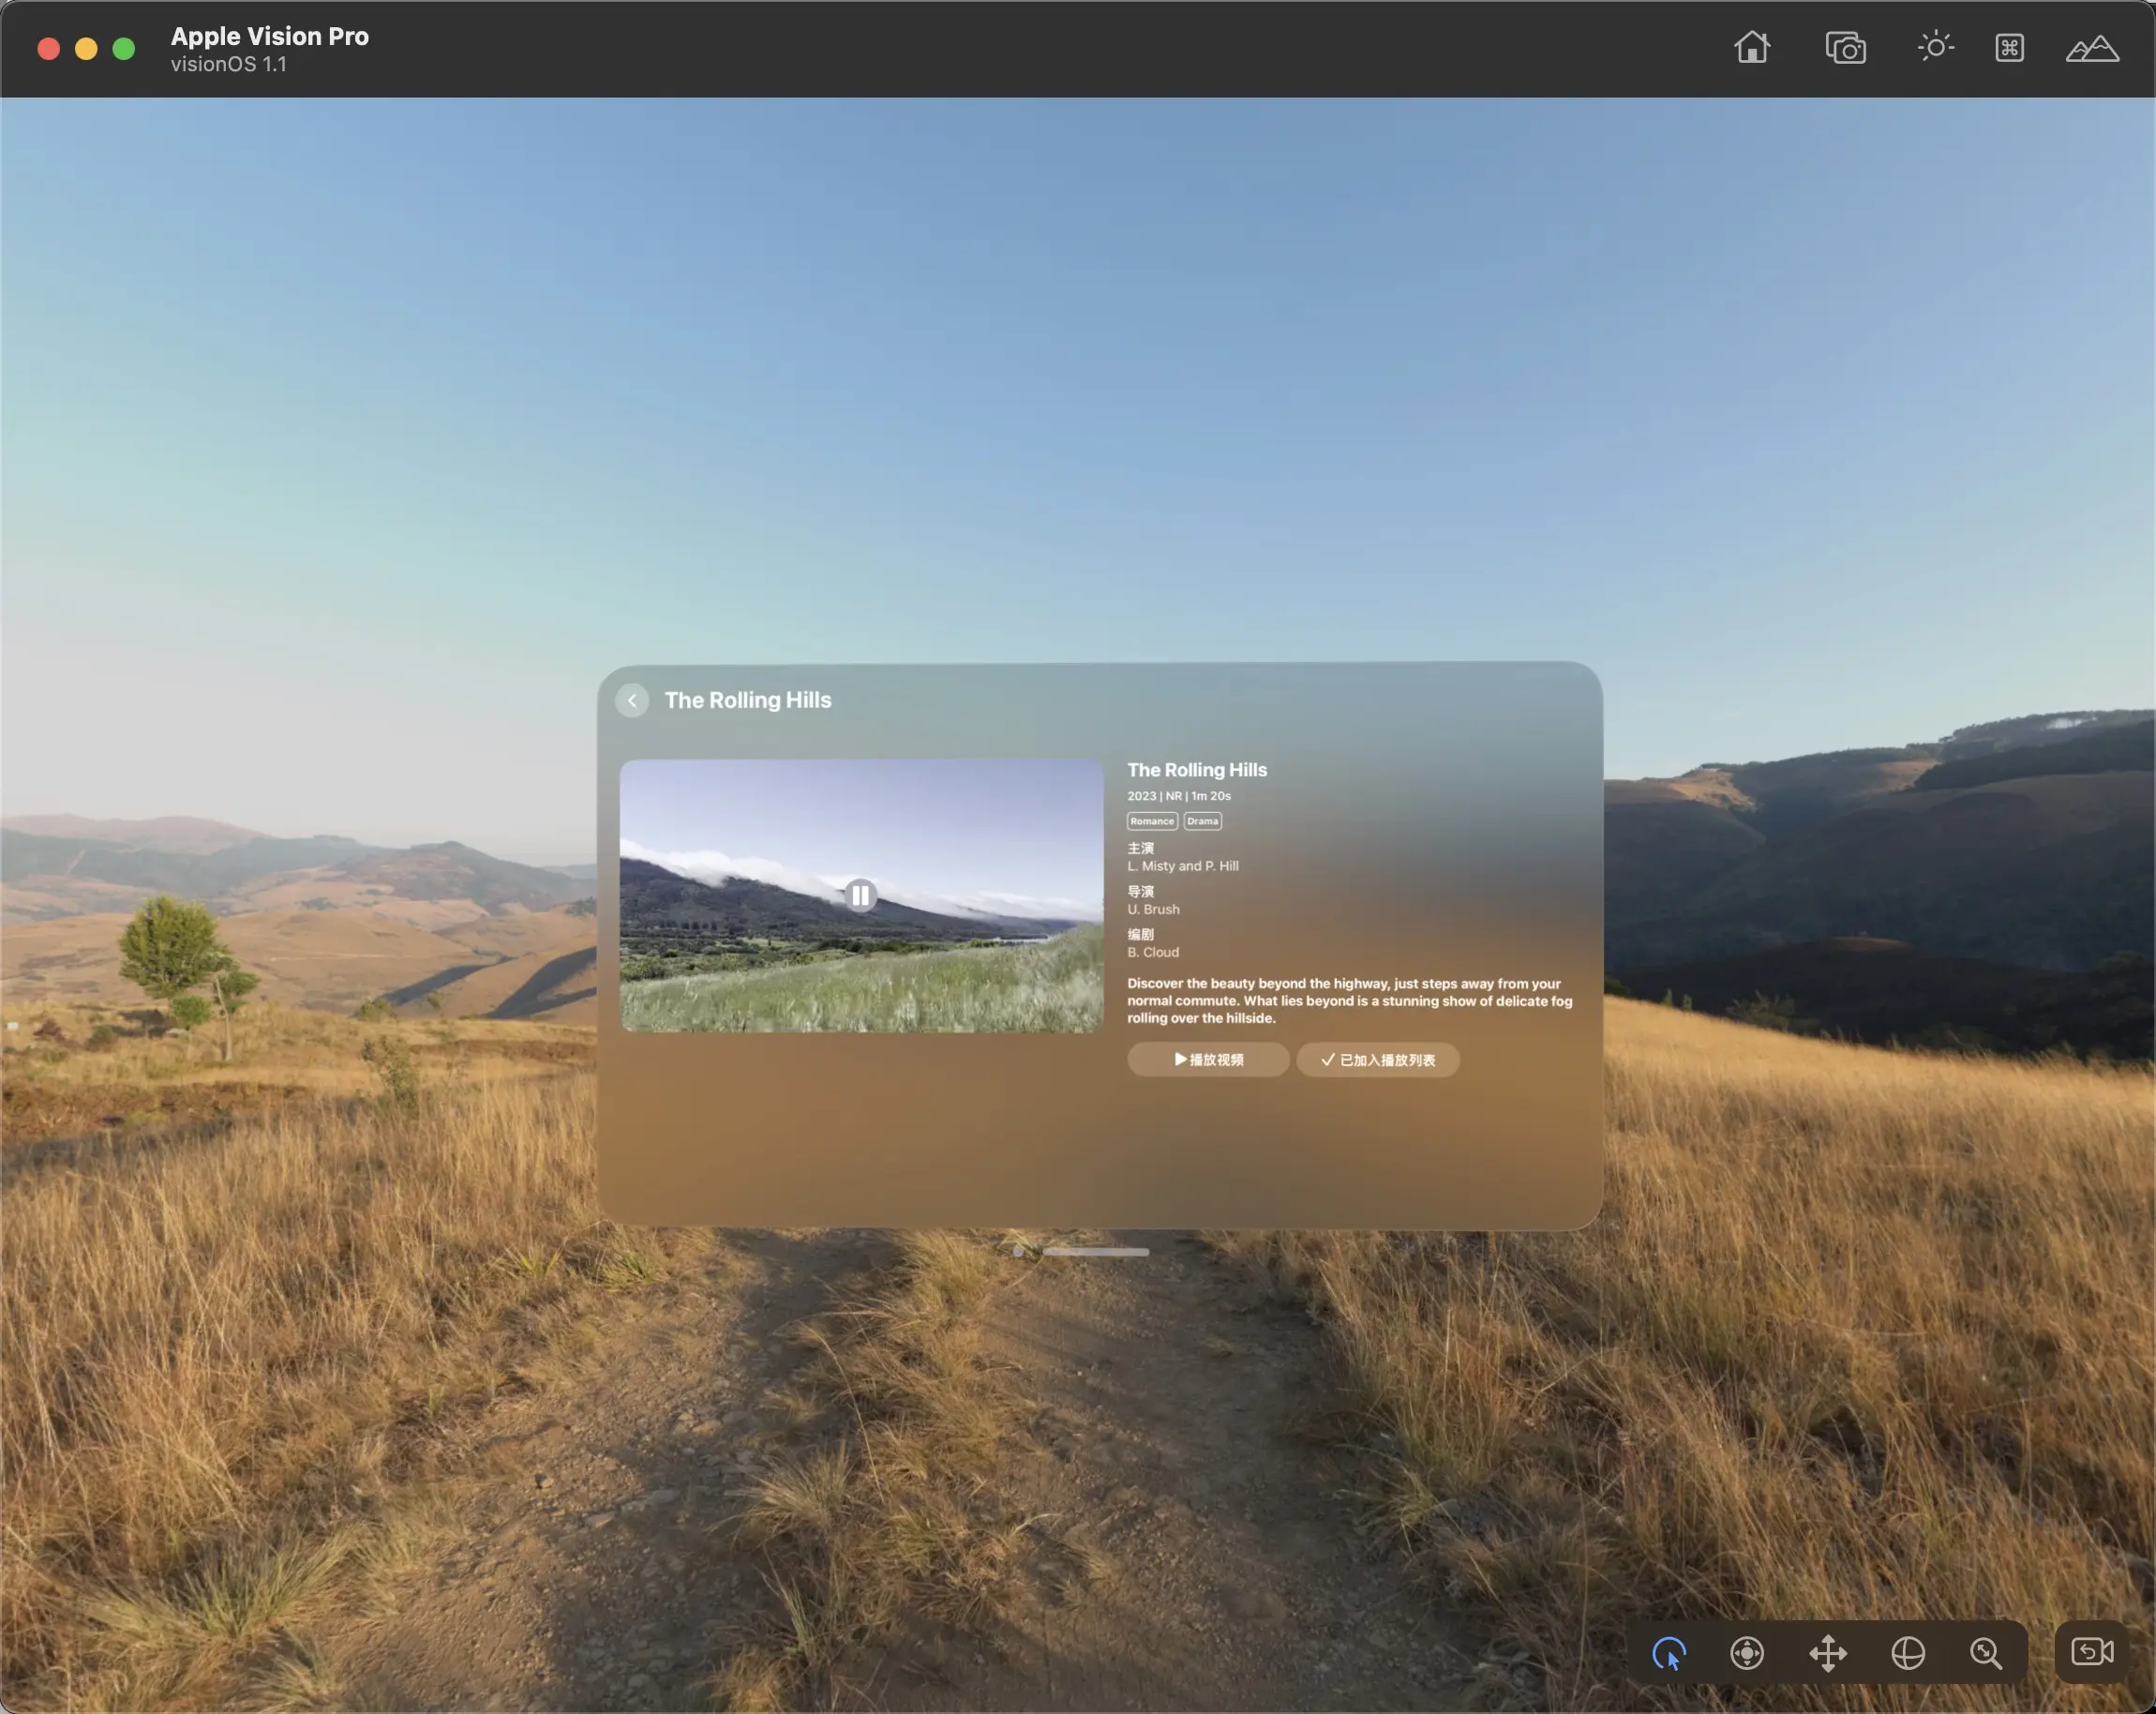 Apple Vision Pro
visionOS 1.1
The Rolling Hills
The Rolling Hills
2023 | NR | 1m 20s
Romance Drama
主演
L. Misty and P. Hill
导演
U. Brush
编剧
B. Cloud
Discover the beauty beyond the highway, just steps away from your
normal commute. What lies beyond is a stunning show of delicate fog
rolling over the hillside.
播放视频 已加入播放列表